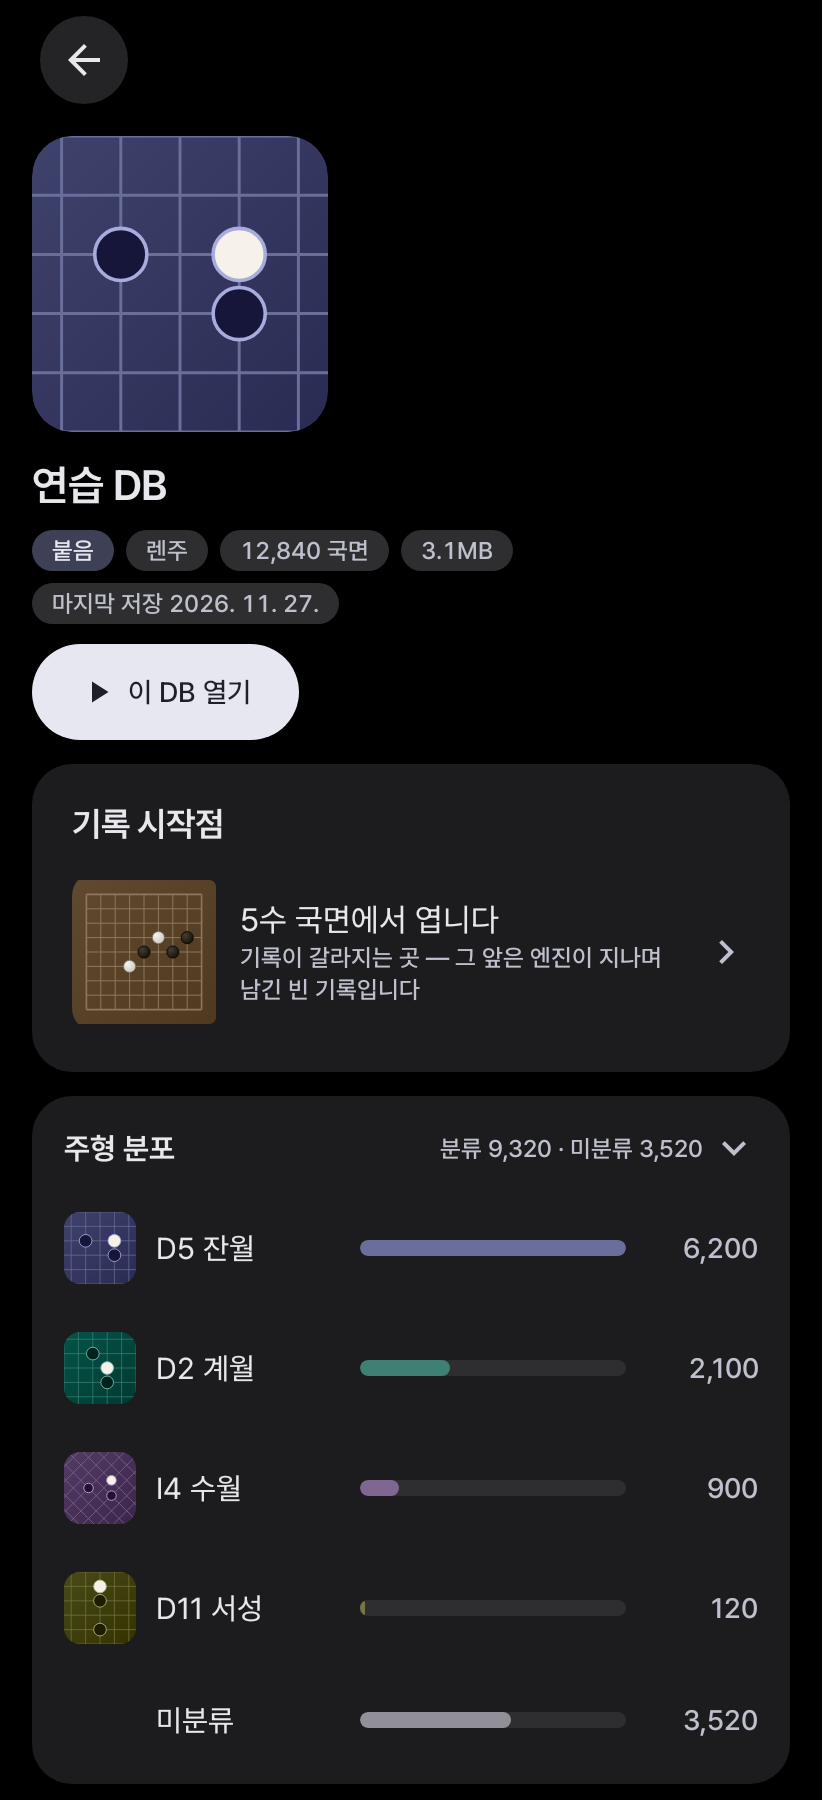 연습 DB
붙음 렌주 12,840 국면 3.1MB
마지막 저장 2026. 11. 27.
이 DB 열기
기록 시작점
5수 국면에서 엽니다
기록이 갈라지는 곳 — 그 앞은 엔진이 지나며
남긴 빈 기록입니다
주형 분포 분류 9,320 · 미분류 3,520
D5 잔월 6,200
D2 계월 2,100
I4 수월 900
D11 서성 120
미분류 3,520